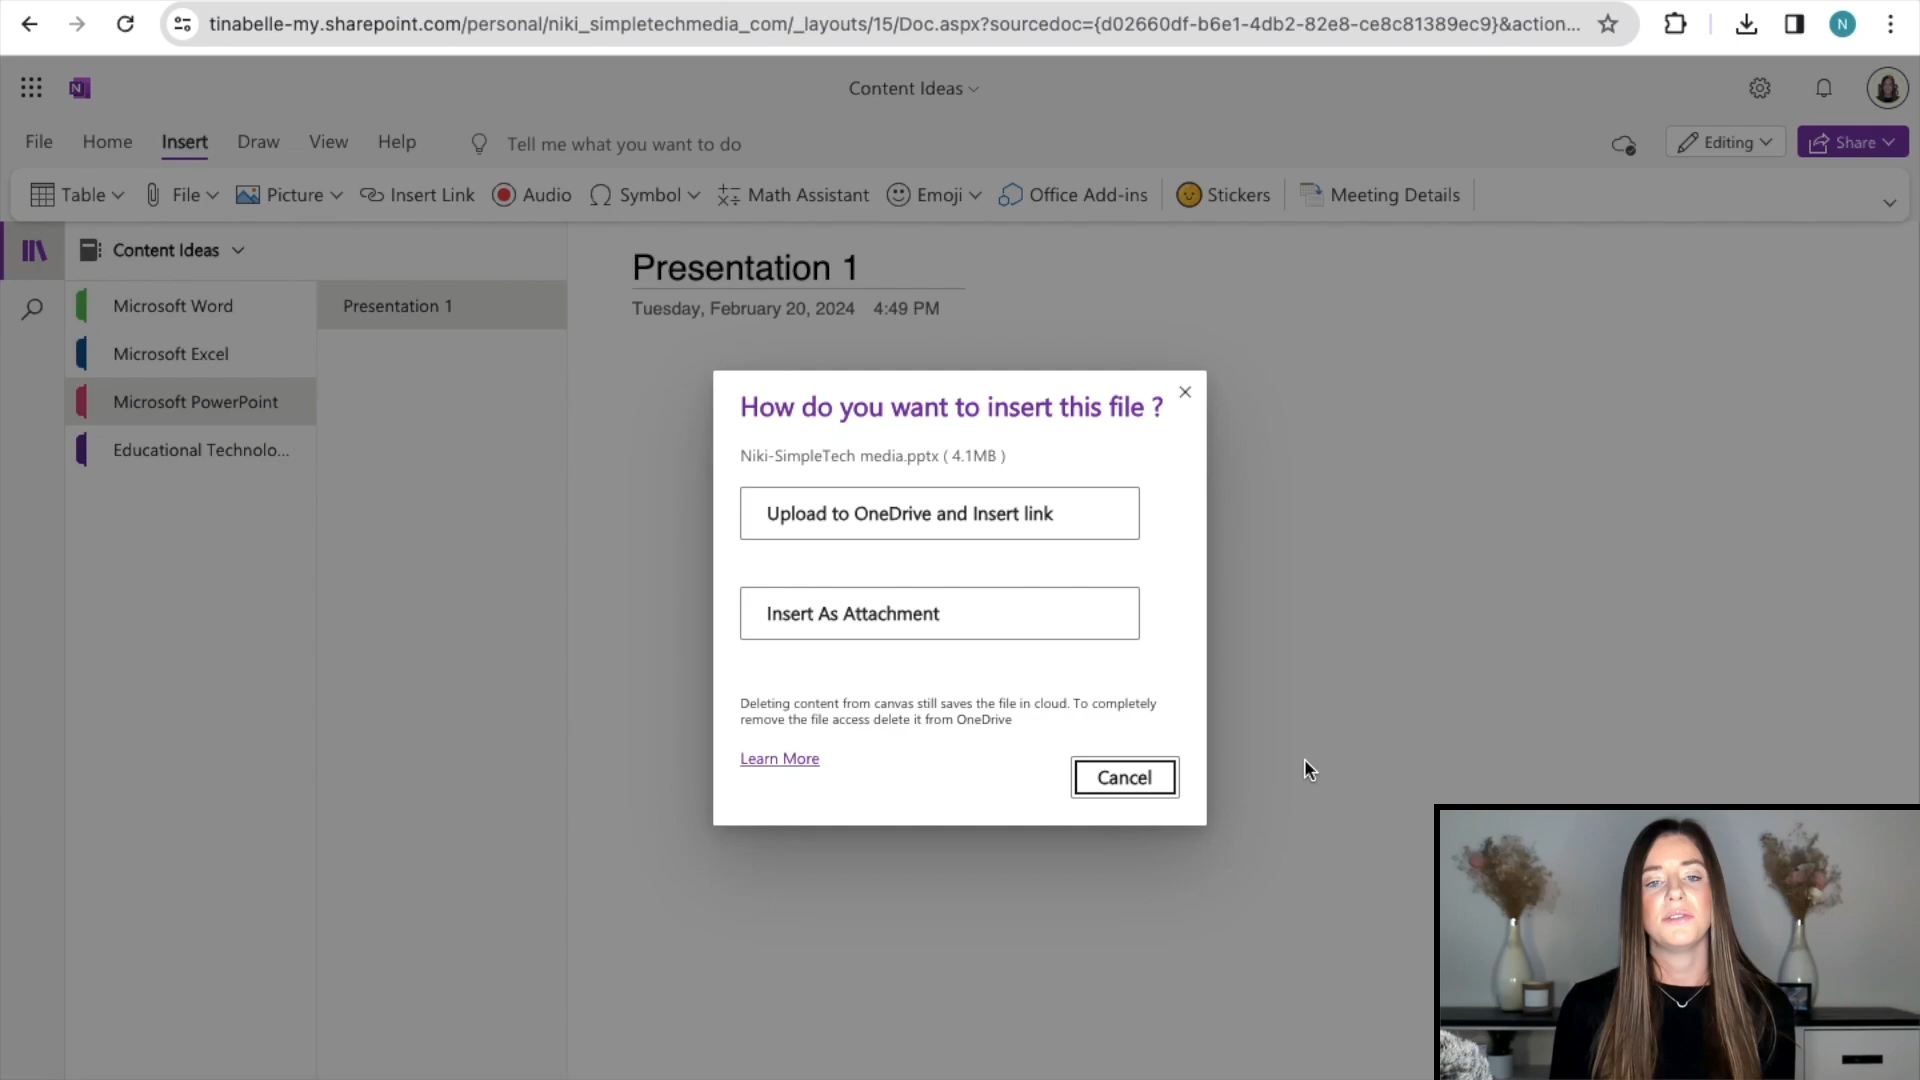 tinabelle-my.sharepoint.com/personal/niki_simpletechmedia_com/_layouts/15/Doc.aspx?sourcedoc={d02660df-b6e1-4db2-82e8-ce8c81389ec9}&action...
N
N
Content Ideas
File Home Insert Draw View Help Tell me what you want to do
Editing Share
Table File Picture Insert Link Audio Symbol Math Assistant Emoji Office Add-ins Stickers Meeting Details
Content Ideas
Microsoft Word
Microsoft Excel
Microsoft PowerPoint
Educational Technolo...
Presentation 1
Presentation 1
Tuesday, February 20, 2024 4:49 PM
How do you want to insert this file ?
Niki-SimpleTech media.pptx ( 4.1MB )
Upload to OneDrive and Insert link
Insert As Attachment
Deleting content from canvas still saves the file in cloud. To completely
remove the file access delete it from OneDrive
Learn More
Cancel